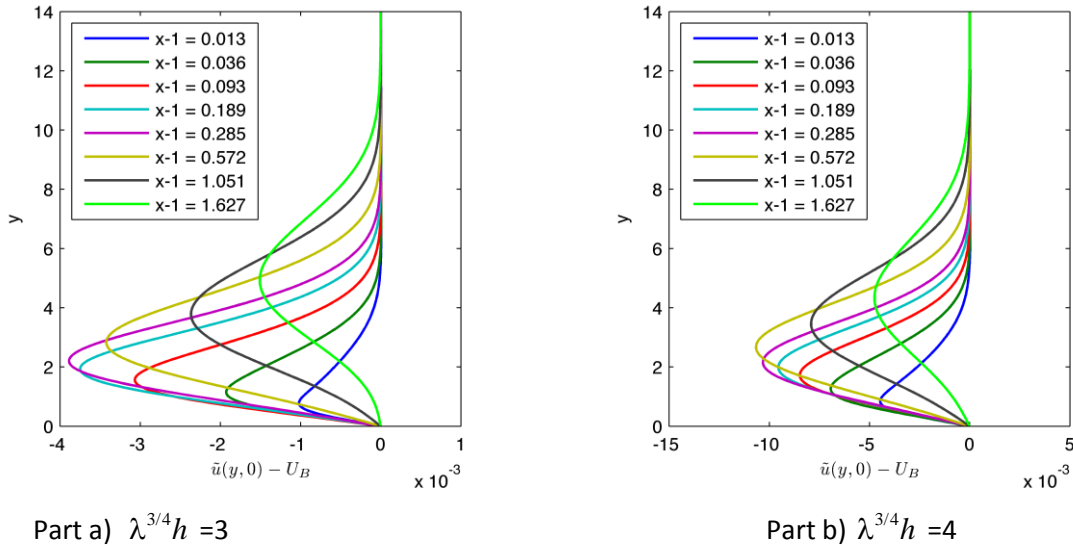 14
12
10
8
6
4
2
0
y
x-1 = 0.013
x-1 = 0.036
x-1 = 0.093
x-1 = 0.189
x-1 = 0.285
x-1 = 0.572
x-1 = 1.051
x-1 = 1.627
-4 -3 -2 -1 0 1
x 10⁻³
ũ(y, 0) − U_B
Part a) λ^{3/4}h =3
14
12
10
8
6
4
2
0
y
x-1 = 0.013
x-1 = 0.036
x-1 = 0.093
x-1 = 0.189
x-1 = 0.285
x-1 = 0.572
x-1 = 1.051
x-1 = 1.627
-15 -10 -5 0 5
x 10⁻³
ũ(y, 0) − U_B
Part b) λ^{3/4}h =4